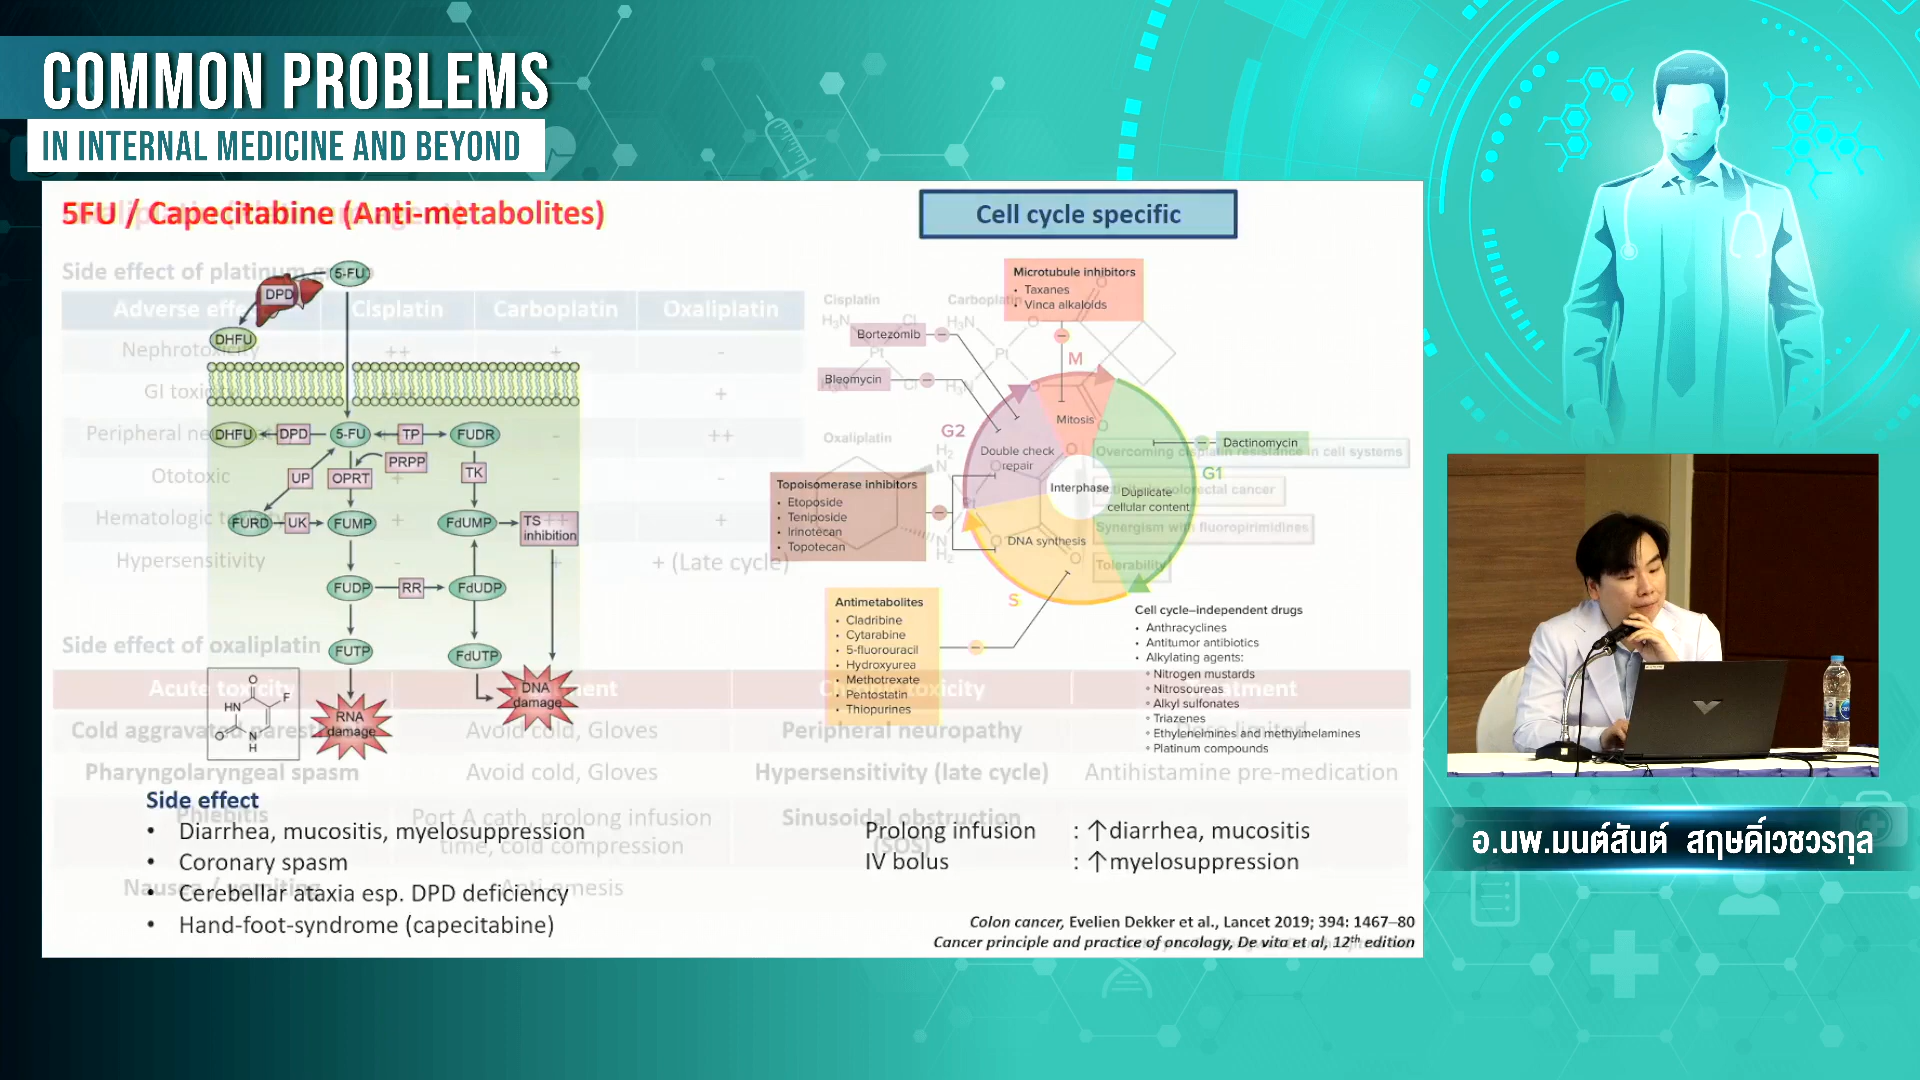 COMMON PROBLEMS
IN INTERNAL MEDICINE AND BEYOND
5FU / Capecitabine (Anti-metabolites)
Cell cycle specific
Side effect of platinum
Adverse effe
Cisplatin
Carboplatin
Oxaliplatin
Nephrotoxicity
++
+
-
GI toxicity
+
Peripheral ne
-
++
Ototoxic
+
-
-
Hematologic
+
++
+
Hypersensitivity
-
+
+ (Late cycle)
Side effect of oxaliplatin
Acute toxicity
Cold aggravated
Avoid cold, Gloves
Peripheral neuropathy
Dose limited
Pharyngolaryngeal spasm
Avoid cold, Gloves
Hypersensitivity (late cycle)
Antihistamine pre-medication
Phlebitis
Port A cath, prolong infusion
time, cold compression
Sinusoidal obstruction
(SOS)
Nausea / vomiting
Anti-emesis
5-FU
DPD
DHFU
DHFU
DPD
5-FU
TP
FUDR
PRPP
UP
OPRT
TK
FURD
UK
FUMP
FdUMP
TS
inhibition
FUDP
RR
FdUDP
FUTP
FdUTP
RNA
damage
DNA
damage
O
F
HN
O
N
H
Cisplatin
Carboplatin
Oxaliplatin
Microtubule inhibitors
• Taxanes
• Vinca alkaloids
Bortezomib
Bleomycin
M
Mitosis
G2
Double check
repair
Interphase
Dactinomycin
G1
Duplicate
cellular content
Overcoming cisplatin resistance in cell systems
colorectal cancer
Synergism with fluoropirimidines
Tolerability
Topoisomerase inhibitors
• Etoposide
• Teniposide
• Irinotecan
• Topotecan
DNA synthesis
S
Antimetabolites
• Cladribine
• Cytarabine
• 5-fluorouracil
• Hydroxyurea
• Methotrexate
• Pentostatin
• Thiopurines
Cell cycle–independent drugs
• Anthracyclines
• Antitumor antibiotics
• Alkylating agents:
◦ Nitrogen mustards
◦ Nitrosoureas
◦ Alkyl sulfonates
◦ Triazenes
◦ Ethylenelmines and methylmelamines
◦ Platinum compounds
Side effect
• Diarrhea, mucositis, myelosuppression
• Coronary spasm
• Cerebellar ataxia esp. DPD deficiency
• Hand-foot-syndrome (capecitabine)
Prolong infusion : ↑diarrhea, mucositis
IV bolus : ↑myelosuppression
Colon cancer, Evelien Dekker et al., Lancet 2019; 394: 1467–80
Cancer principle and practice of oncology, De vita et al, 12th edition
อ.นพ.มนต์สันต์ สฤษดิ์เวชวรกุล